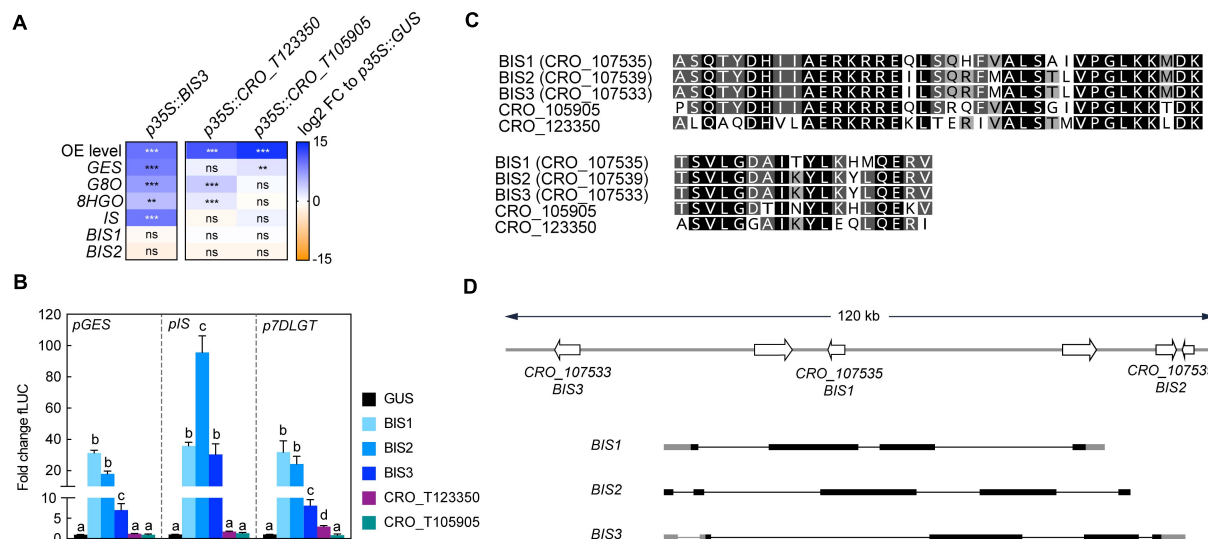 A
p35S::BIS3
p35S::CRO_T123350
p35S::CRO_T105905
log2 FC to p35S::GUS
OE level *** *** ***
GES *** ns **
G8O *** *** ns
8HGO ** *** ns
IS *** ns ns
BIS1 ns ns ns
BIS2 ns ns ns
15
0
-15
B
pGES pIS p7DLGT
Fold change fLUC
120
100
80
60
40
20
10
5
0
a b b c a a
a b c b a a
a b b c d a
GUS
BIS1
BIS2
BIS3
CRO_T123350
CRO_T105905
C
BIS1 (CRO_107535) ASQTYDHIIAERKRREQLSQHFVALSAIVPGLKKMDK
BIS2 (CRO_107539) ASQTYDHIIAERKRREILSQRFMALSTLVPGLKKMDK
BIS3 (CRO_107533) ASQTYDHIIAERKRREILSQRFMALSTLVPGLKKMDK
CRO_105905 PSQTYDHIIAERKRREQLSRQFVALSGIVPGLKKTDK
CRO_123350 ALQAQDHVLAERKRREKLTERIVALSTMVPGLKKLDK
BIS1 (CRO_107535) TSVLGDAITYLKHMQERV
BIS2 (CRO_107539) TSVLGDAIKYLKYLQERV
BIS3 (CRO_107533) TSVLGDAIKYLKYLQERV
CRO_105905 TSVLGDTINYLKHLQEKV
CRO_123350 ASVLGGAIKYLEQLQERI
D
120 kb
CRO_107533
BIS3
CRO_107535
BIS1
CRO_10753
BIS2
BIS1
BIS2
BIS3